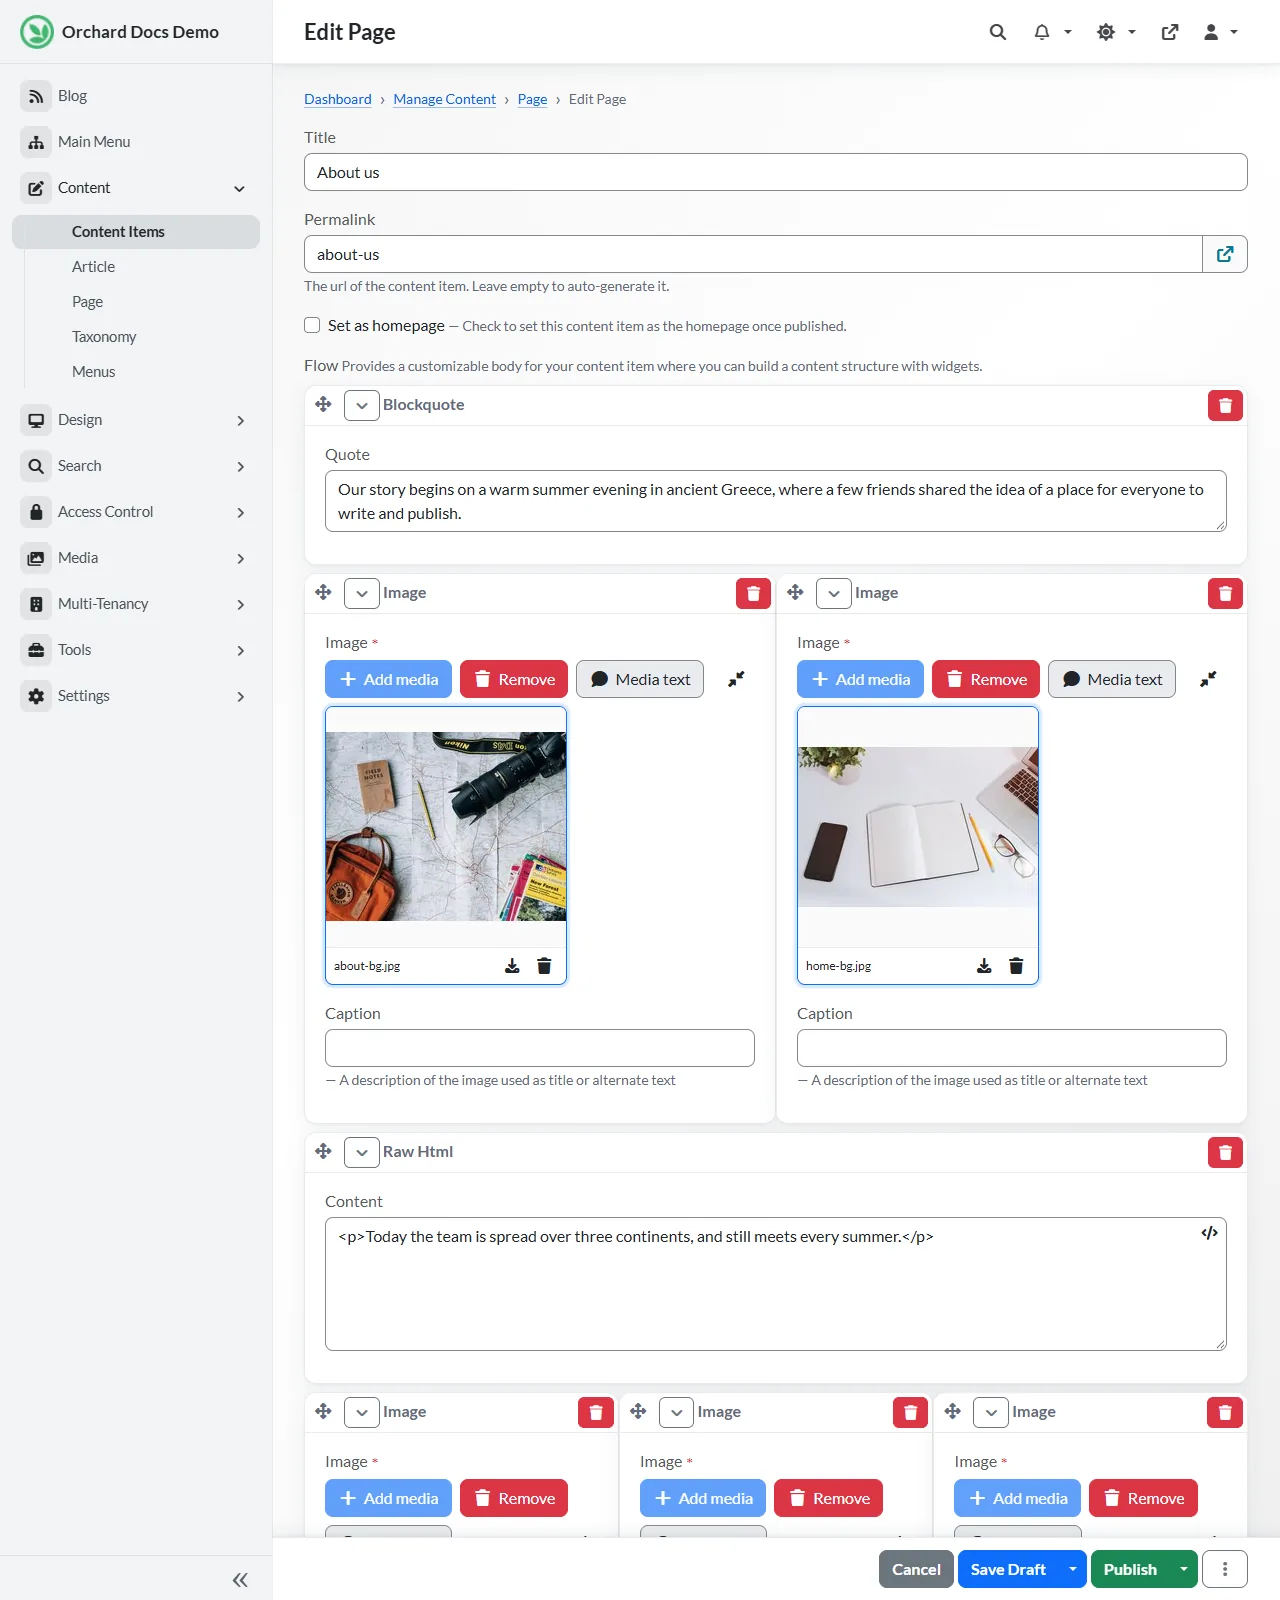 Orchard Docs Demo
Edit Page
Blog
Main Menu
Content
Content Items
Article
Page
Taxonomy
Menus
Design
Search
Access Control
Media
Multi-Tenancy
Tools
Settings
Dashboard › Manage Content › Page › Edit Page
Title
About us
Permalink
about-us
The url of the content item. Leave empty to auto-generate it.
Set as homepage — Check to set this content item as the homepage once published.
Flow Provides a customizable body for your content item where you can build a content structure with widgets.
Blockquote
Quote
Our story begins on a warm summer evening in ancient Greece, where a few friends shared the idea of a place for everyone to
write and publish.
Image
Image *
Add media Remove Media text
FIELD
NOTES
Nikon
New Forest
about-bg.jpg
Caption
— A description of the image used as title or alternate text
Image
Image *
Add media Remove Media text
home-bg.jpg
Caption
— A description of the image used as title or alternate text
Raw Html
Content
<p>Today the team is spread over three continents, and still meets every summer.</p>
Image
Image *
Add media Remove
Image
Image *
Add media Remove
Image
Image *
Add media Remove
Cancel Save Draft Publish